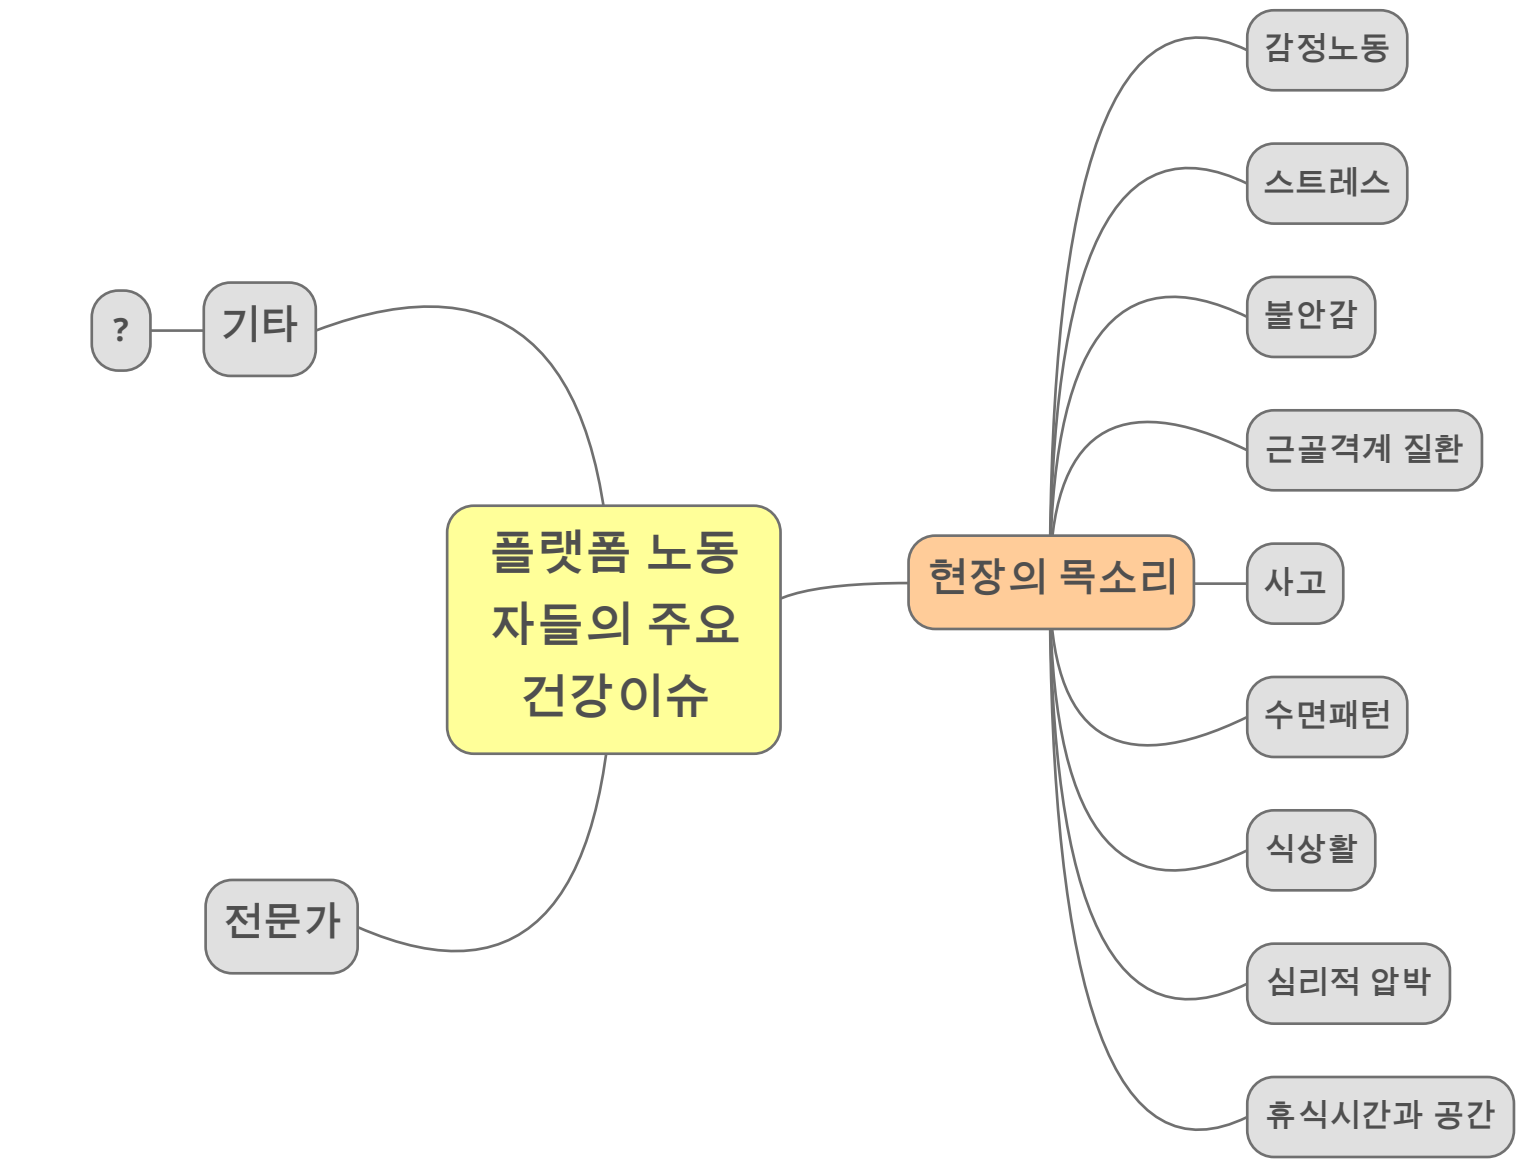 플랫폼 노동
자들의 주요
건강이슈
기타
?
전문가
현장의 목소리
감정노동
스트레스
불안감
근골격계 질환
사고
수면패턴
식상활
심리적 압박
휴식시간과 공간